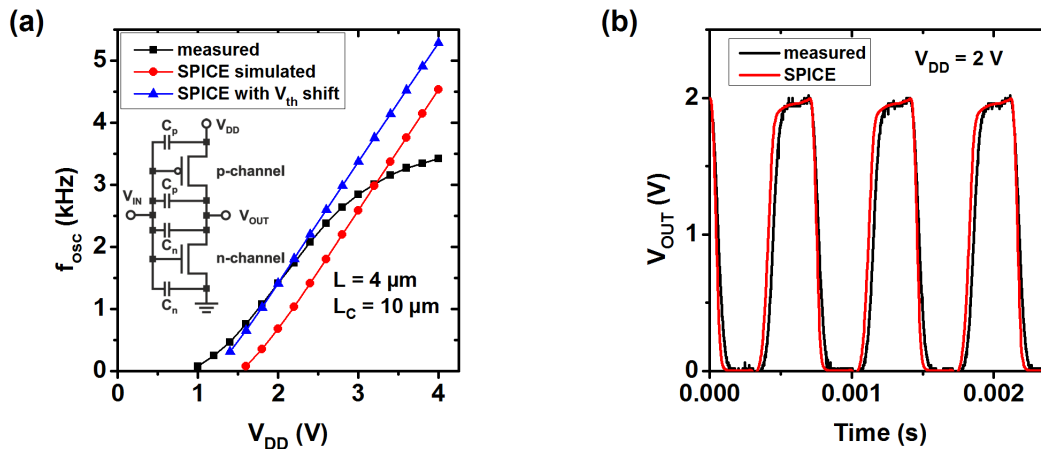 (a)
measured
SPICE simulated
SPICE with Vth shift
Cp
VDD
p-channel
Cp
VIN
VOUT
Cn
n-channel
Cn
L = 4 µm
LC = 10 µm
fosc (kHz)
5
4
3
2
1
0
0 1 2 3 4
VDD (V)
(b)
measured
SPICE
VDD = 2 V
VOUT (V)
2
1
0
0.000 0.001 0.002
Time (s)